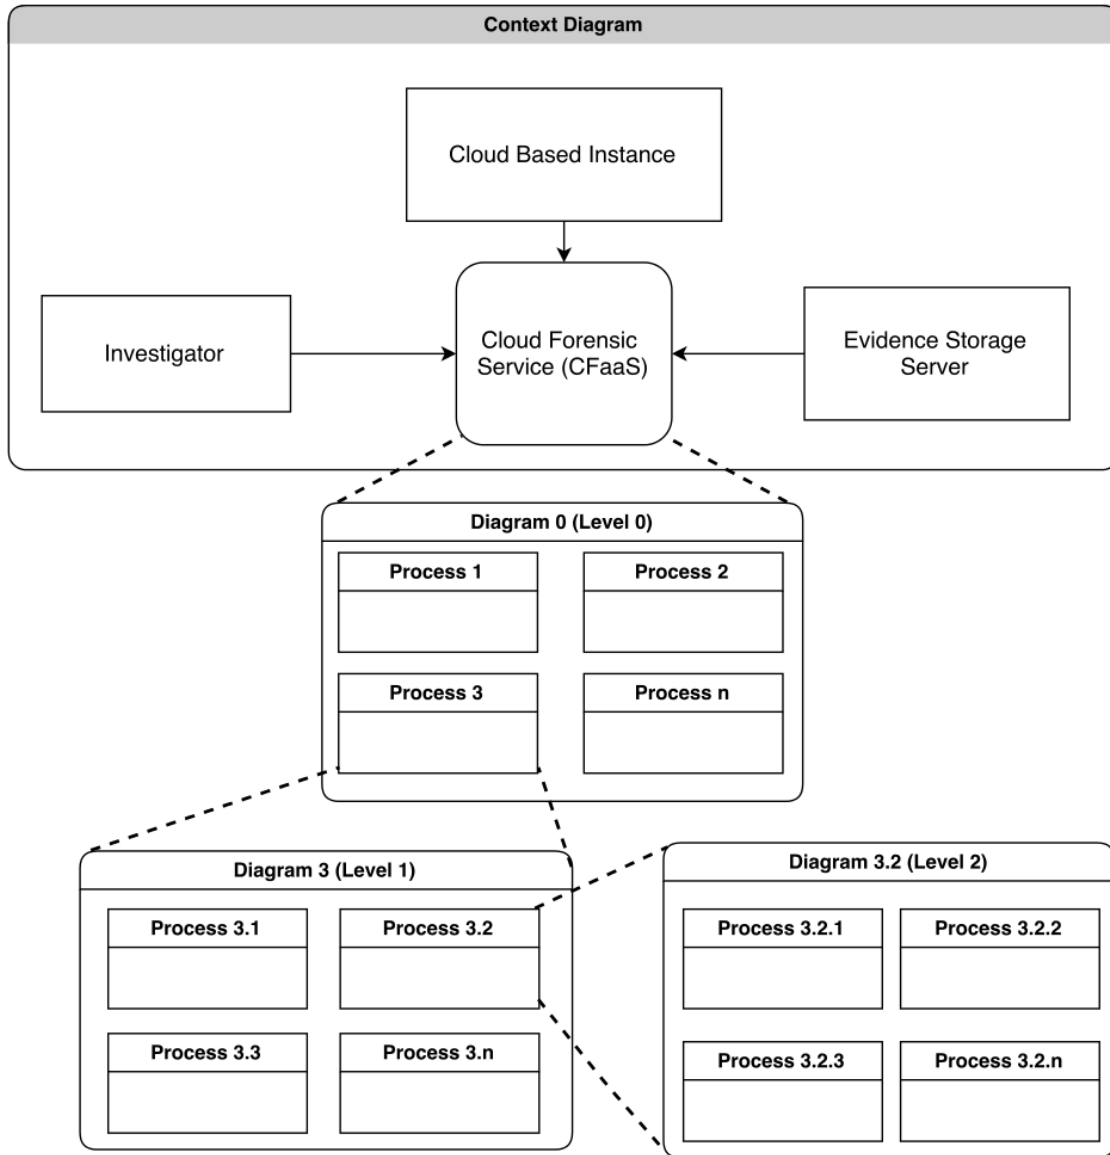 Context Diagram
Cloud Based Instance
Investigator
Cloud Forensic
Service (CFaaS)
Evidence Storage
Server
Diagram 0 (Level 0)
Process 1
Process 2
Process 3
Process n
Diagram 3 (Level 1)
Process 3.1
Process 3.2
Process 3.3
Process 3.n
Diagram 3.2 (Level 2)
Process 3.2.1
Process 3.2.2
Process 3.2.3
Process 3.2.n